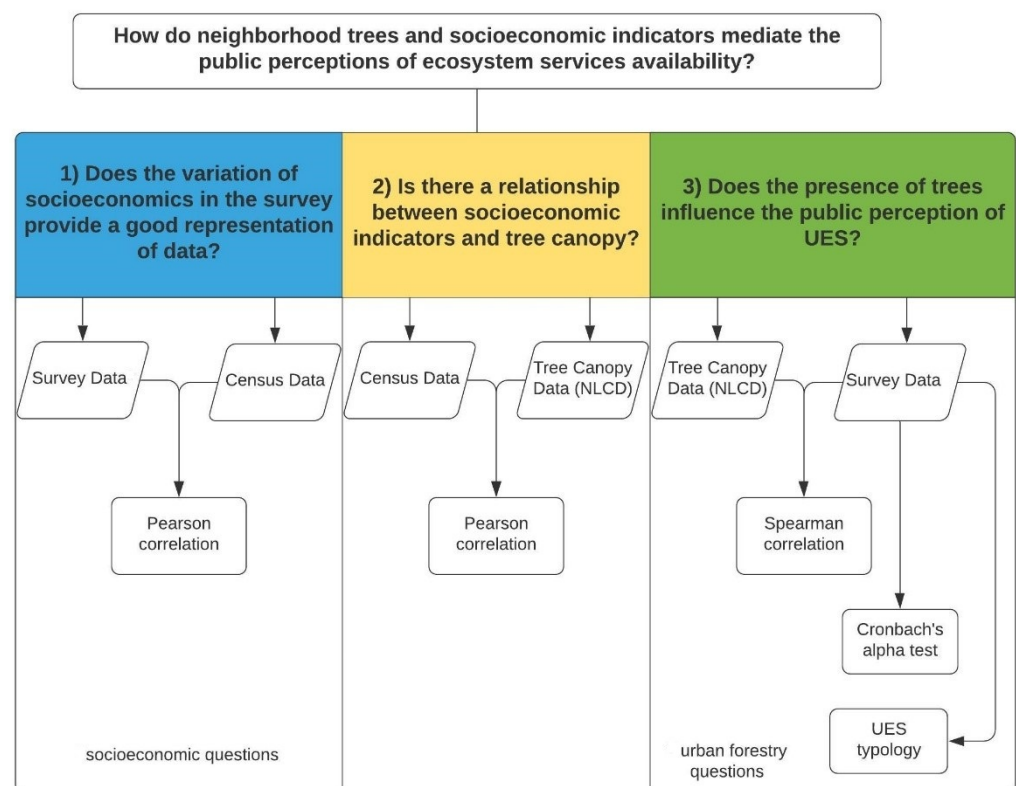 How do neighborhood trees and socioeconomic indicators mediate the
public perceptions of ecosystem services availability?
1) Does the variation of
socioeconomics in the survey
provide a good representation
of data?
2) Is there a relationship
between socioeconomic
indicators and tree canopy?
3) Does the presence of trees
influence the public perception of
UES?
Survey Data
Census Data
Pearson
correlation
socioeconomic questions
Census Data
Tree Canopy
Data (NLCD)
Pearson
correlation
Tree Canopy
Data (NLCD)
Survey Data
Spearman
correlation
Cronbach's
alpha test
UES
typology
urban forestry
questions